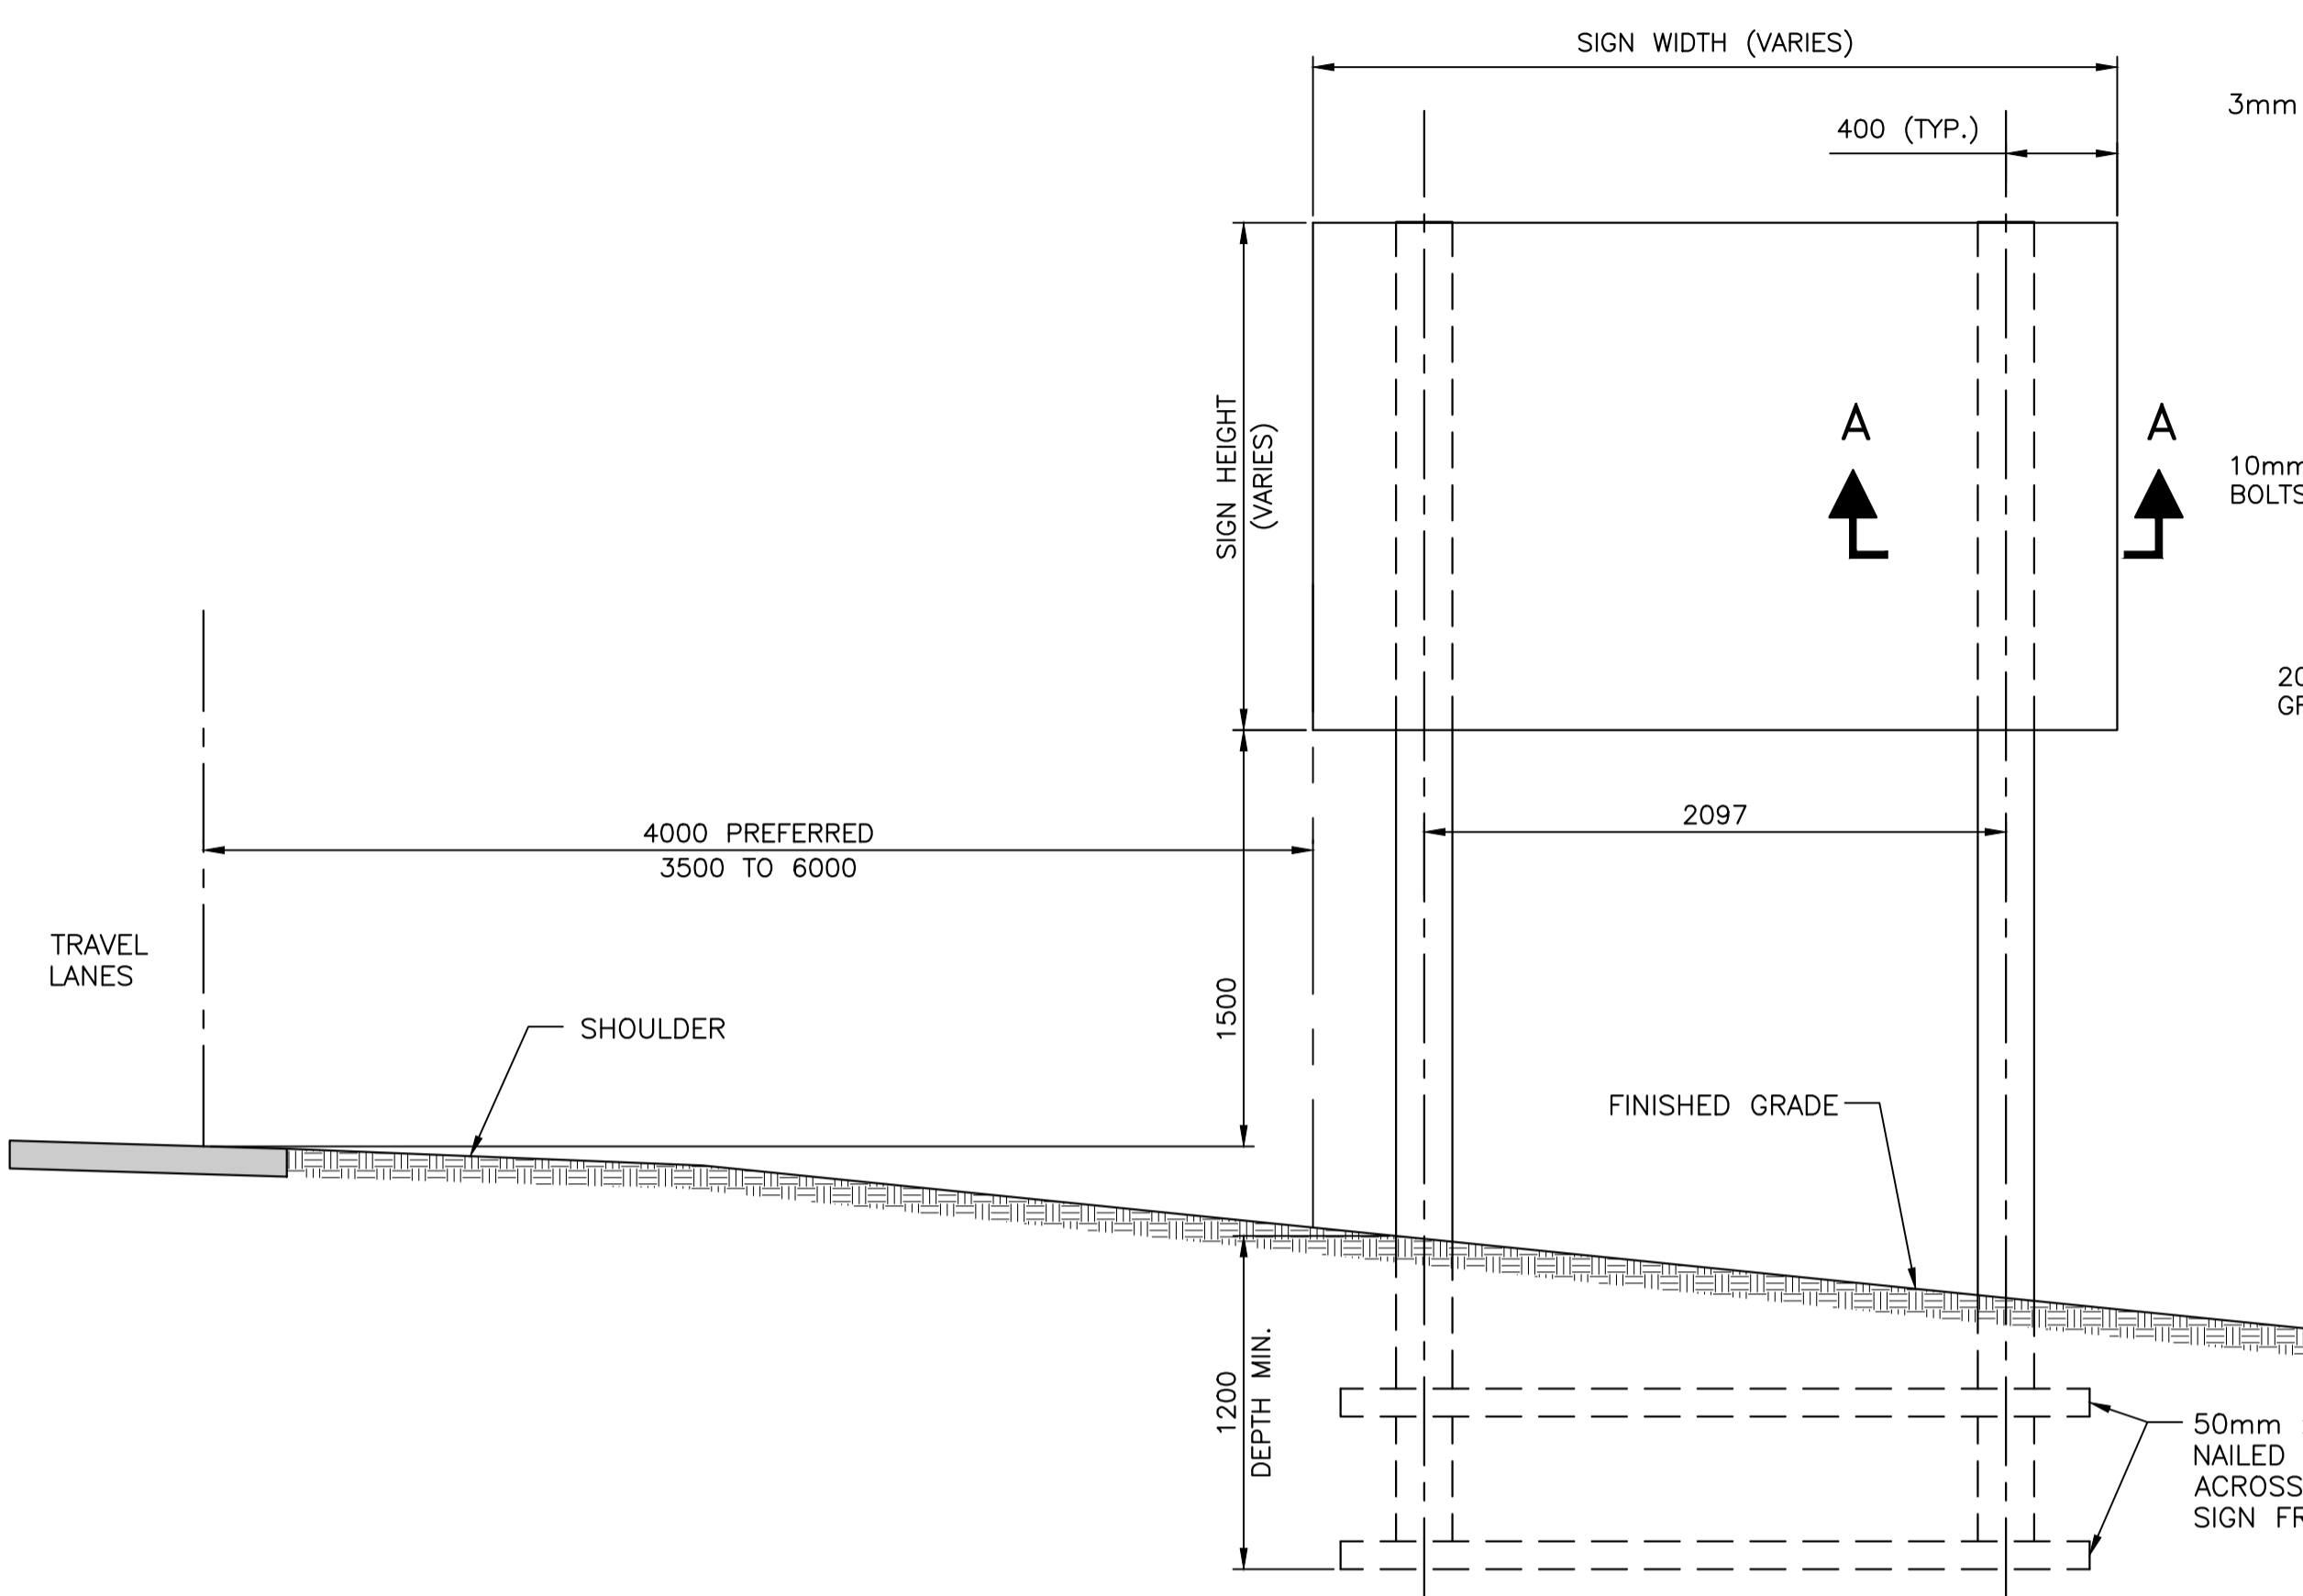 SIGN WIDTH (VARIES)
3mm
400 (TYP.)
SIGN HEIGHT
(VARIES)
A
A
10mm
BOLTS
2097
4000 PREFERRED
3500 TO 6000
TRAVEL
LANES
1500
SHOULDER
FINISHED GRADE
1200
DEPTH MIN.
50mm
NAILED
ACROSS
SIGN